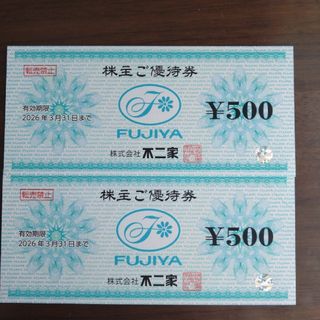 転売禁止
株主ご優待券
有効期限
2026年3月31日まで
FUJIYA
¥500
株式会社 不二家
転売禁止
株主ご優待券
有効期限
2026年3月31日まで
FUJIYA
¥500
株式会社 不二家